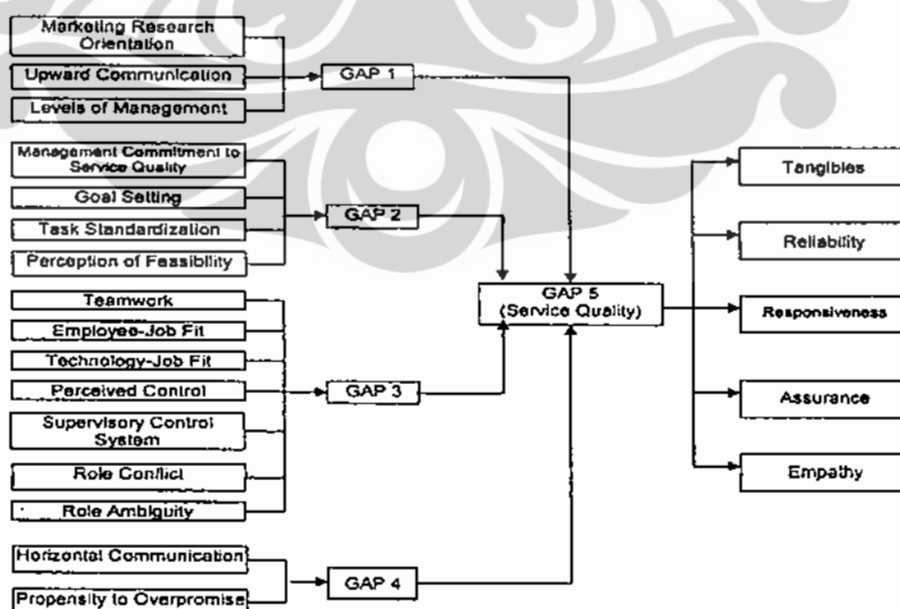 Marketing Research
Orientation
Upward Communication
Levels of Management
GAP 1
Management Commitment to
Service Quality
Goal Setting
Task Standardization
Perception of Feasibility
GAP 2
Teamwork
Employee-Job Fit
Technology-Job Fit
Perceived Control
Supervisory Control
System
Role Conflict
Role Ambiguity
GAP 3
Horizontal Communication
Propensity to Overpromise
GAP 4
GAP 5
(Service Quality)
Tangibles
Reliability
Responsiveness
Assurance
Empathy